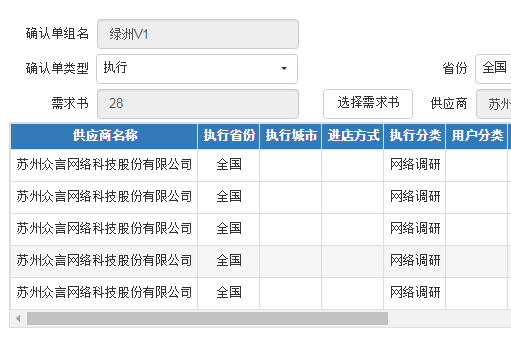 确认单组名 绿洲V1
确认单类型 执行 省份 全国
需求书 28 选择需求书 供应商 苏州
供应商名称 执行省份 执行城市 进店方式 执行分类 用户分类
苏州众言网络科技股份有限公司 全国 网络调研
苏州众言网络科技股份有限公司 全国 网络调研
苏州众言网络科技股份有限公司 全国 网络调研
苏州众言网络科技股份有限公司 全国 网络调研
苏州众言网络科技股份有限公司 全国 网络调研